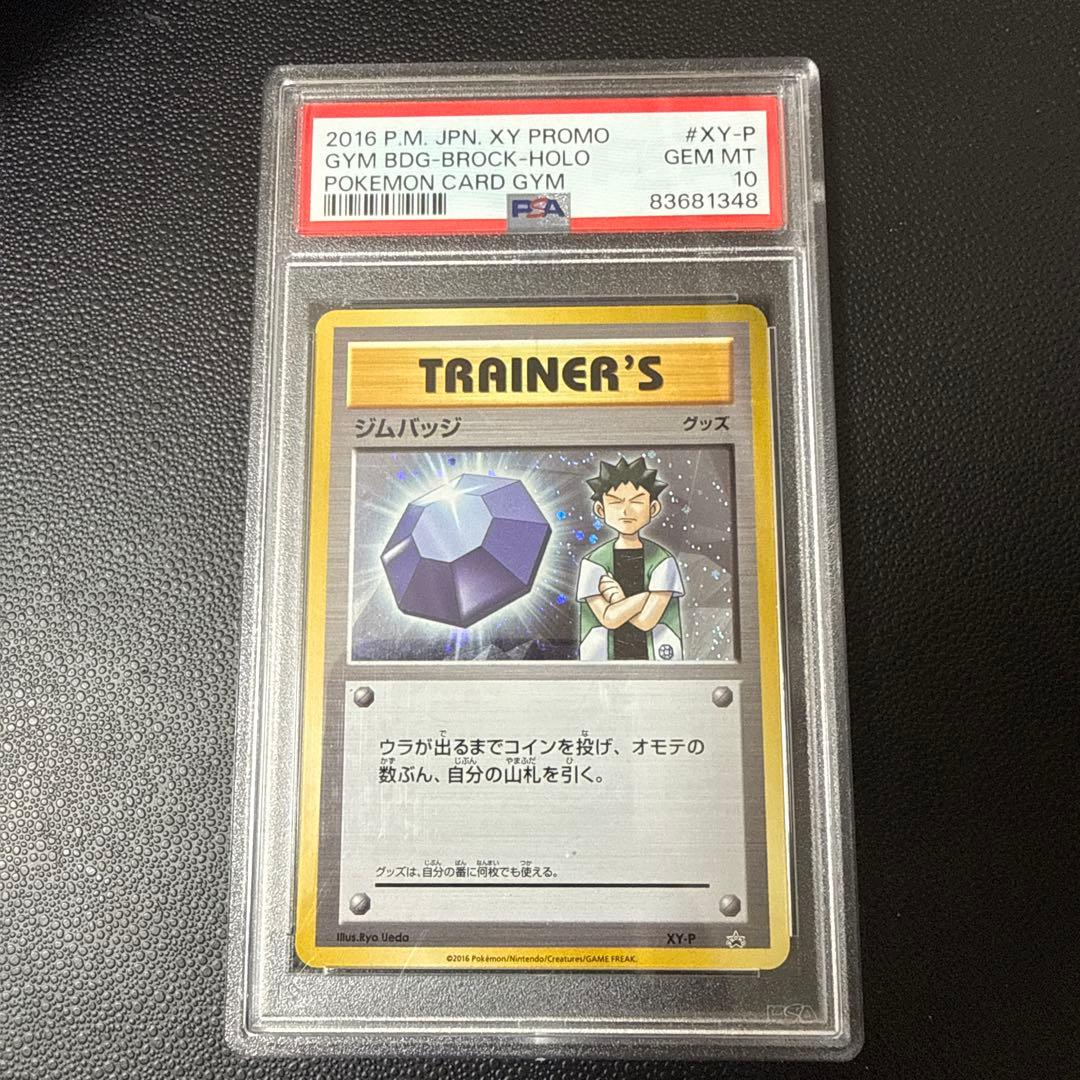 2016 P.M. JPN. XY PROMO #XY-P
GYM BDG-BROCK-HOLO GEM MT
POKEMON CARD GYM 10
PSA 83681348
TRAINER'S
ジムバッジ グッズ
ウラが出るまでコインを投げ、オモテの
数ぶん、自分の山札を引く。
グッズは、自分の番に何枚でも使える。
Illus.Ryo Ueda XY-P
©2016 Pokémon/Nintendo/Creatures/GAME FREAK.
PSA